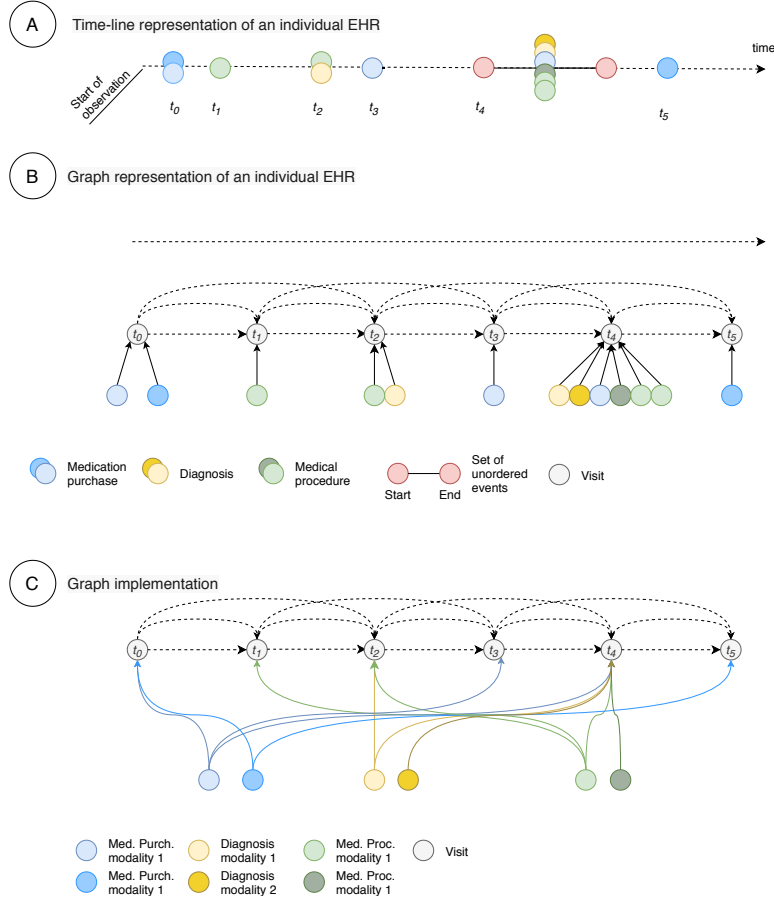 A
Time-line representation of an individual EHR
time
Start of
observation
t0 t1 t2 t3 t4 t5
B
Graph representation of an individual EHR
t0 t1 t2 t3 t4 t5
Medication
purchase
Diagnosis
Medical
procedure
Start End
Set of
unordered
events
Visit
C
Graph implementation
t0 t1 t2 t3 t4 t5
Med. Purch.
modality 1
Diagnosis
modality 1
Med. Proc.
modality 1
Visit
Med. Purch.
modality 1
Diagnosis
modality 2
Med. Proc.
modality 1